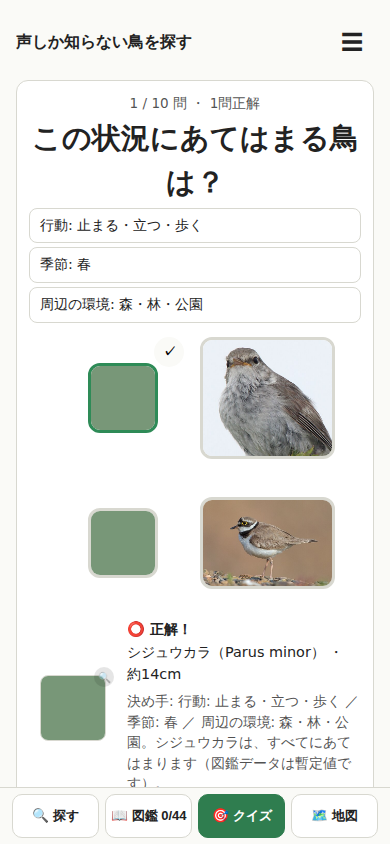 声しか知らない鳥を探す
1 / 10 問 ・ 1問正解
この状況にあてはまる鳥
は？
行動: 止まる・立つ・歩く
季節: 春
周辺の環境: 森・林・公園
✓
⭕ 正解！
シジュウカラ（Parus minor） ・
約14cm
決め手: 行動: 止まる・立つ・歩く ／
季節: 春 ／ 周辺の環境: 森・林・公
園。シジュウカラは、すべてにあて
はまります（図鑑データは暫定値で
す）。
🔍 探す
📖 図鑑 0/44
🎯 クイズ
🗺️ 地図